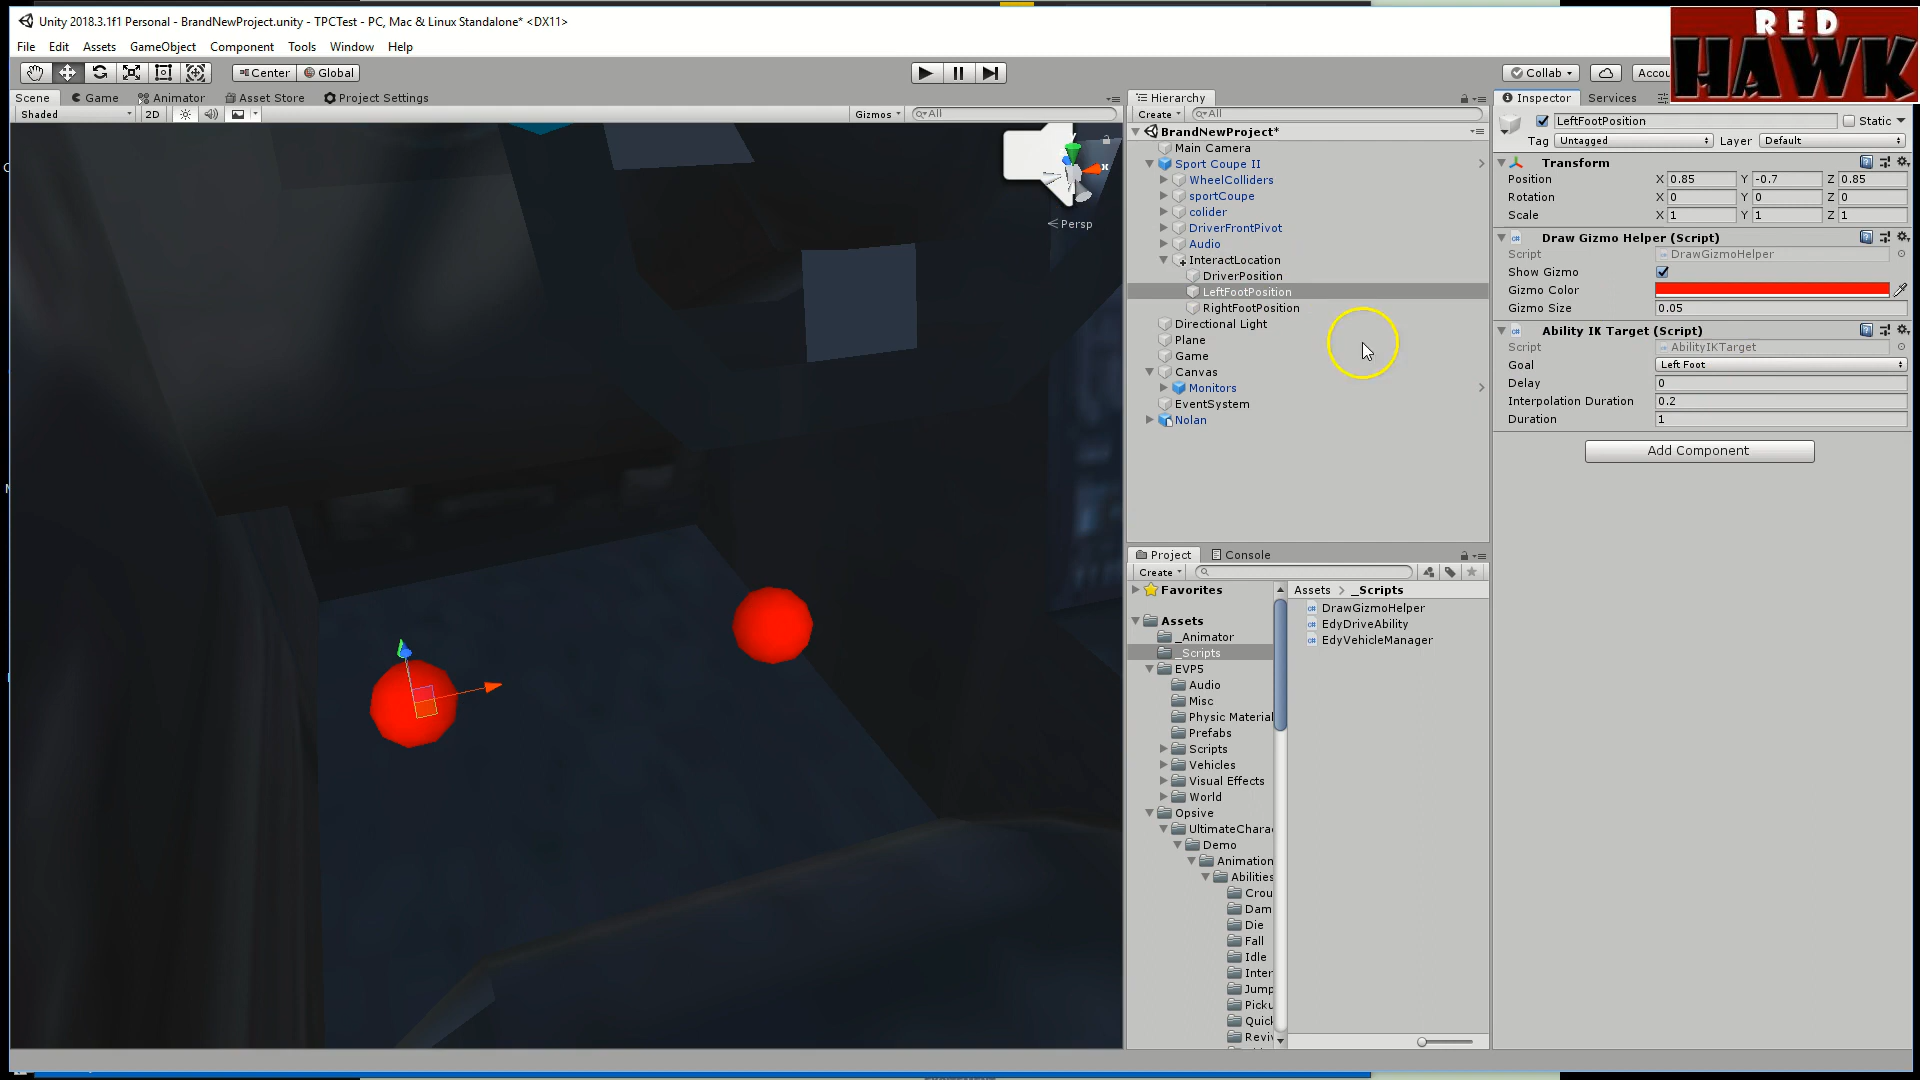 Unity 2018.3.1f1 Personal - BrandNewProject.unity - TPCTest - PC, Mac & Linux Standalone* <DX11>
RED
HAWK
File Edit Assets GameObject Component Tools Window Help
Center Global
Collab
Accou
Scene Game Animator Asset Store Project Settings
Shaded 2D Gizmos All
Persp
Hierarchy
Create All
BrandNewProject*
Main Camera
Sport Coupe II
WheelColliders
sportCoupe
colider
DriverFrontPivot
Audio
InteractLocation
DriverPosition
LeftFootPosition
RightFootPosition
Directional Light
Plane
Game
Canvas
Monitors
EventSystem
Nolan
Project Console
Create
Favorites
Assets
_Animator
_Scripts
EVP5
Audio
Misc
Physic Material
Prefabs
Scripts
Vehicles
Visual Effects
World
Opsive
UltimateChara
Demo
Animation
Abilities
Crou
Dam
Die
Fall
Idle
Inter
Jump
Picku
Quick
Reviv
Assets > _Scripts
DrawGizmoHelper
EdyDriveAbility
EdyVehicleManager
Inspector Services
LeftFootPosition Static
Tag Untagged Layer Default
Transform
Position X 0.85 Y -0.7 Z 0.85
Rotation X 0 Y 0 Z 0
Scale X 1 Y 1 Z 1
Draw Gizmo Helper (Script)
Script DrawGizmoHelper
Show Gizmo
Gizmo Color
Gizmo Size 0.05
Ability IK Target (Script)
Script AbilityIKTarget
Goal Left Foot
Delay 0
Interpolation Duration 0.2
Duration 1
Add Component